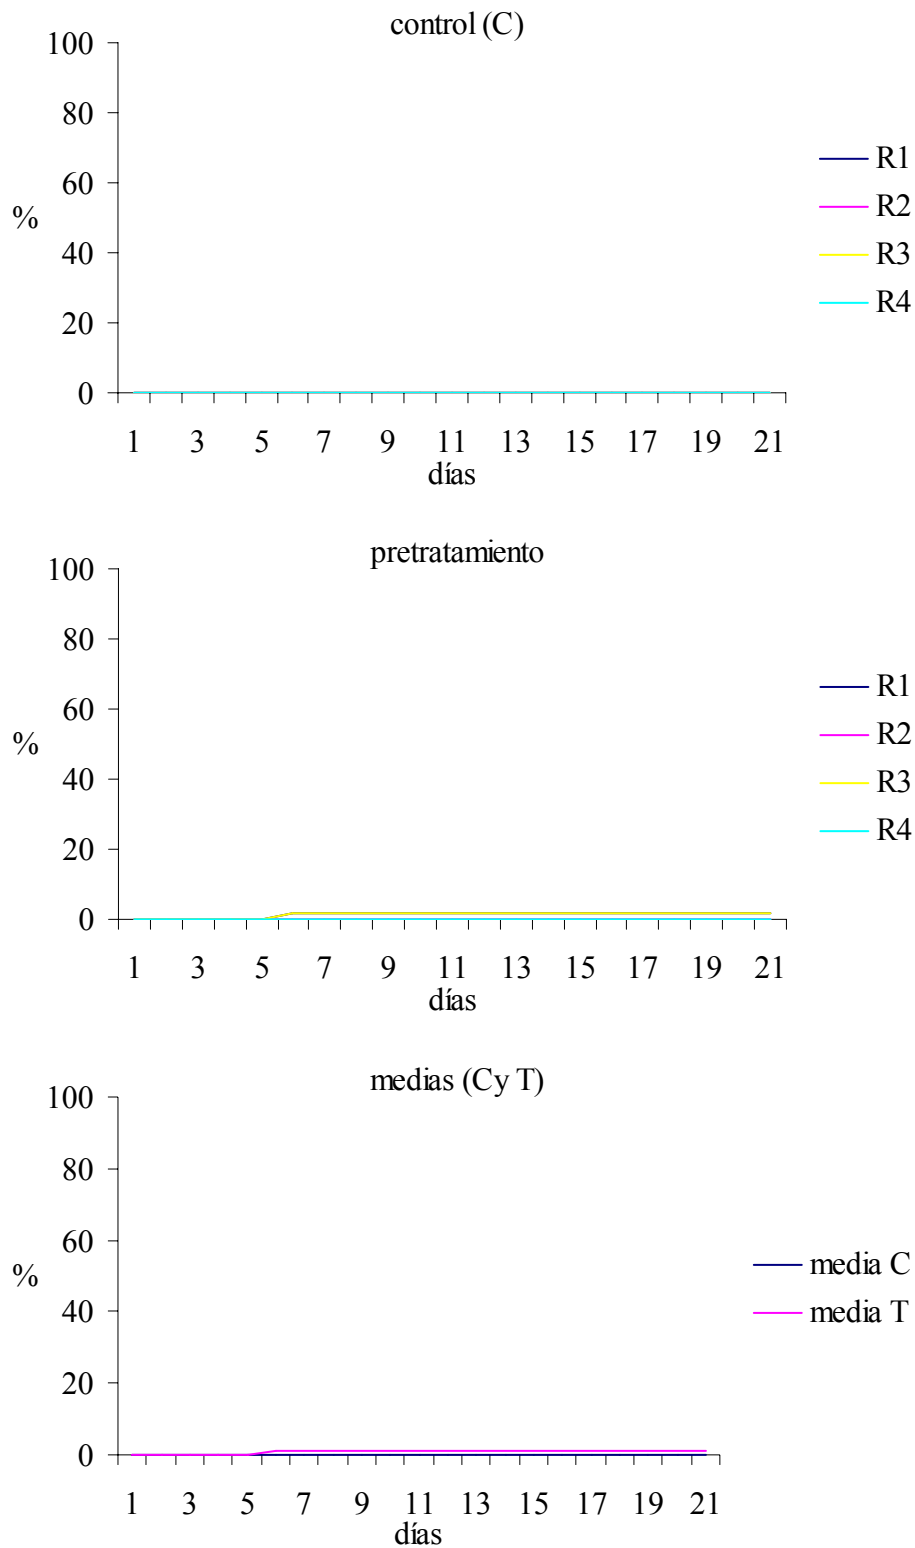 control (C)
100
80
60
%
40
20
0
1 3 5 7 9 11 13 15 17 19 21
días
R1
R2
R3
R4
pretratamiento
100
80
60
%
40
20
0
1 3 5 7 9 11 13 15 17 19 21
días
R1
R2
R3
R4
medias (C y T)
100
80
60
%
40
20
0
1 3 5 7 9 11 13 15 17 19 21
días
media C
media T